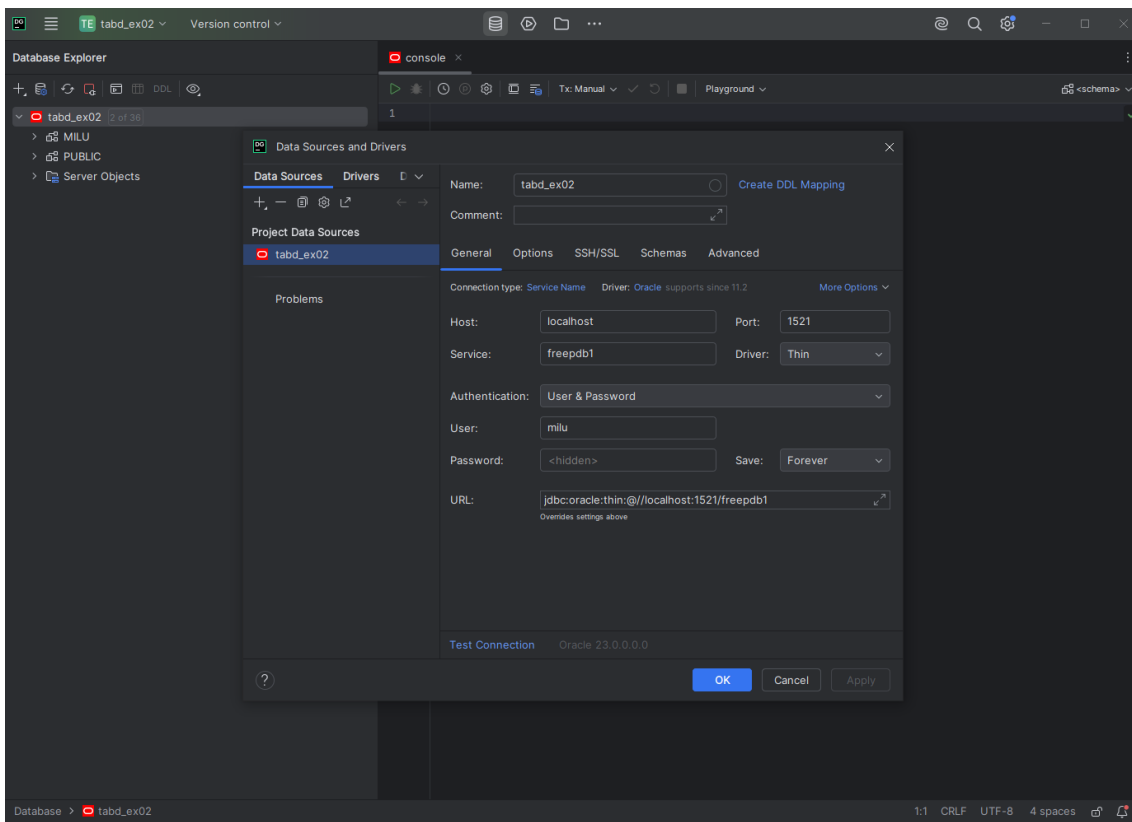 TE tabd_ex02 Version control
Database Explorer
console
DDL
Tx: Manual
Playground
<schema>
tabd_ex02 2 of 36
1
MILU
PUBLIC
Server Objects
Data Sources and Drivers
Data Sources Drivers D
Project Data Sources
tabd_ex02
Problems
Name: tabd_ex02 Create DDL Mapping
Comment:
General Options SSH/SSL Schemas Advanced
Connection type: Service Name Driver: Oracle supports since 11.2 More Options
Host: localhost Port: 1521
Service: freepdb1 Driver: Thin
Authentication: User & Password
User: milu
Password: <hidden> Save: Forever
URL: jdbc:oracle:thin:@//localhost:1521/freepdb1
Overrides settings above
Test Connection Oracle 23.0.0.0.0
? OK Cancel Apply
Database > tabd_ex02 1:1 CRLF UTF-8 4 spaces